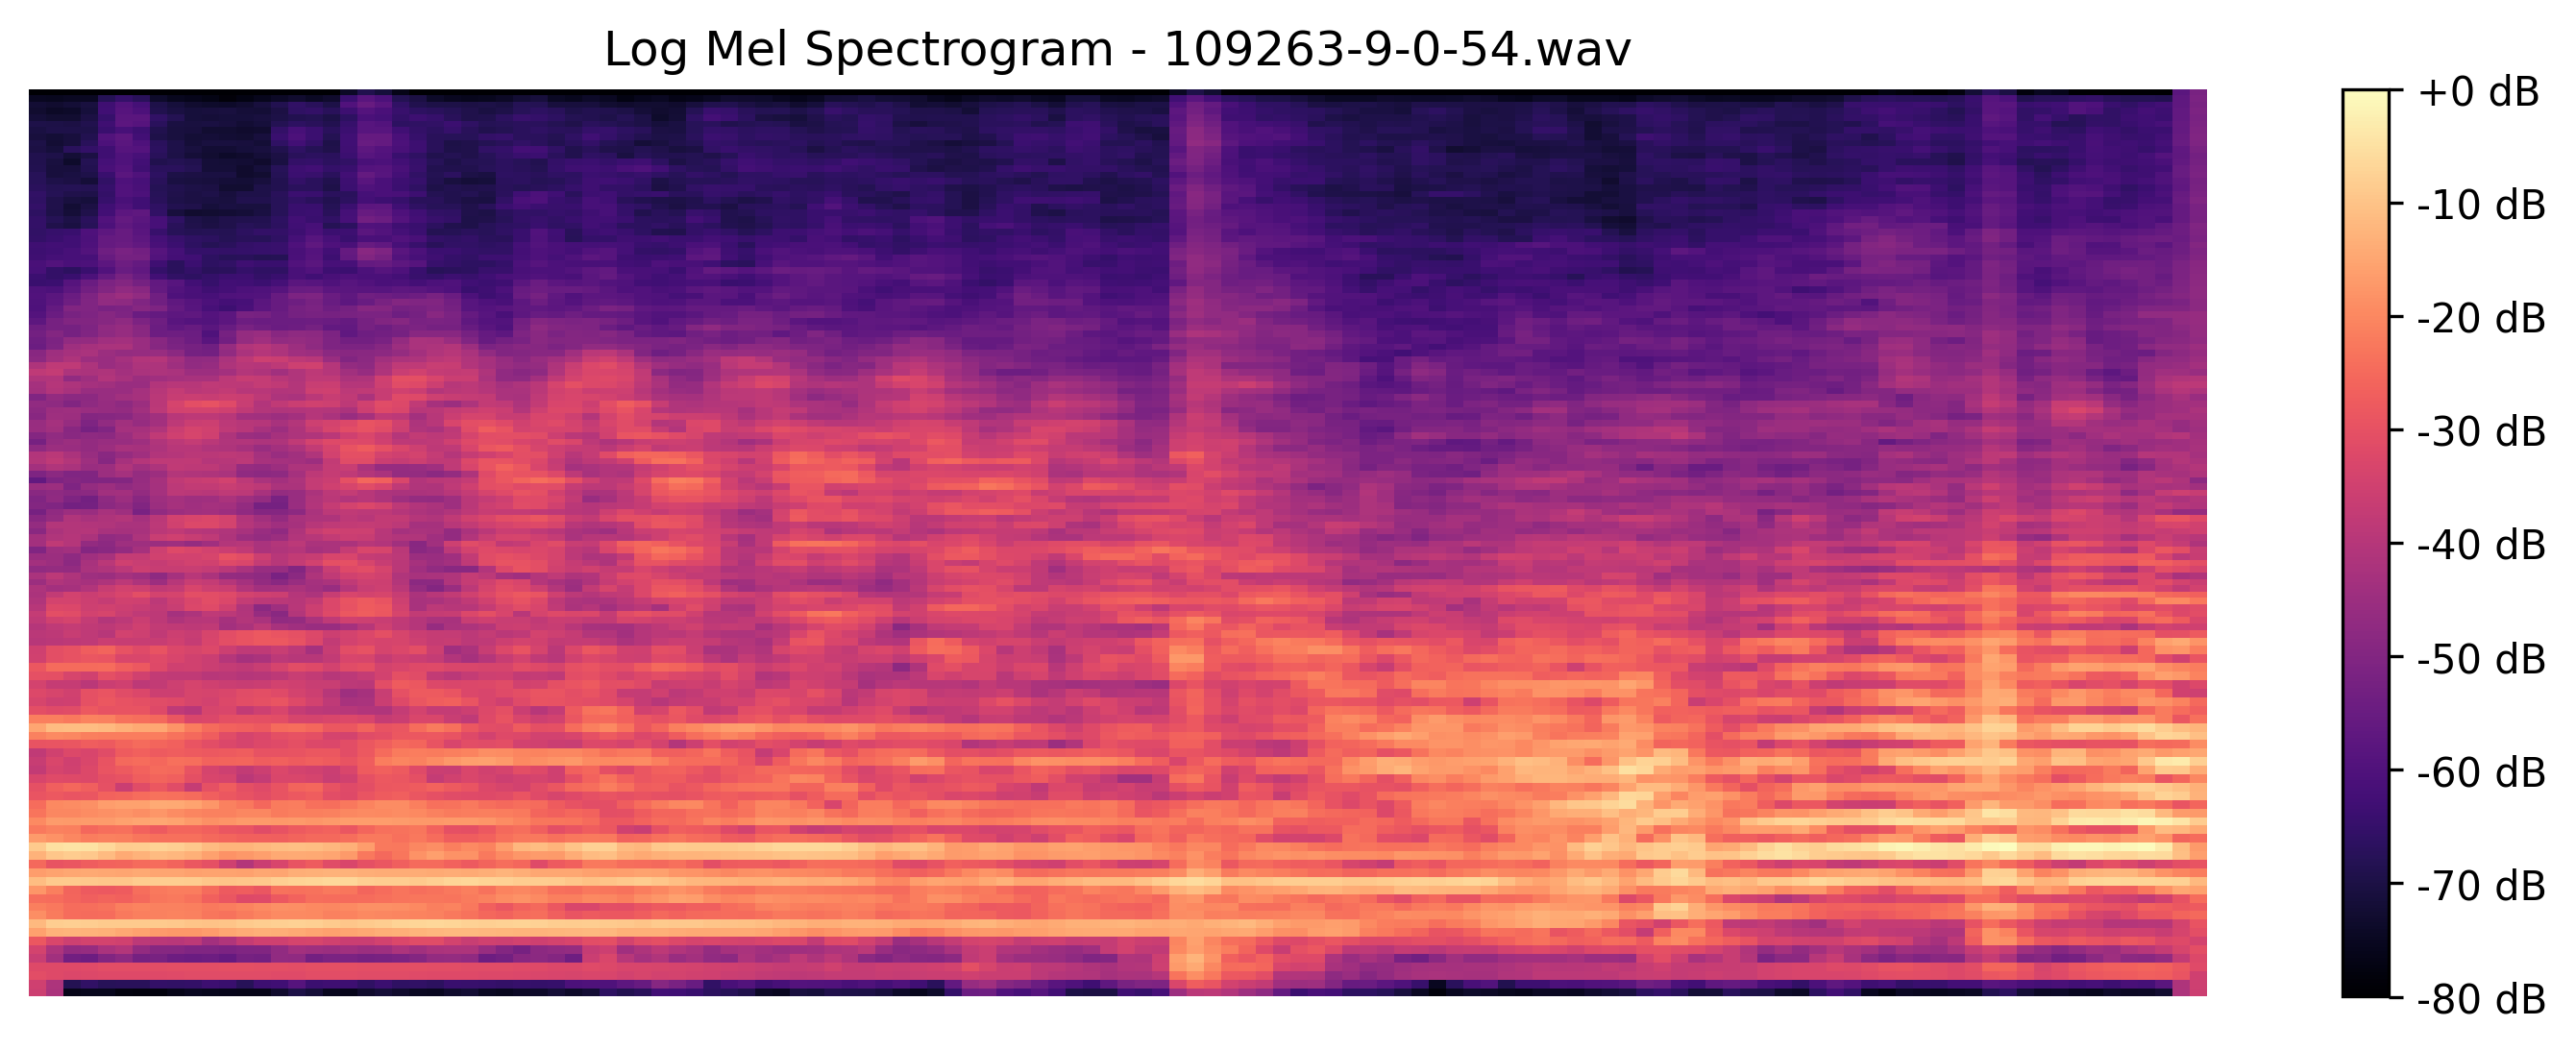 Log Mel Spectrogram - 109263-9-0-54.wav
+0 dB
-10 dB
-20 dB
-30 dB
-40 dB
-50 dB
-60 dB
-70 dB
-80 dB